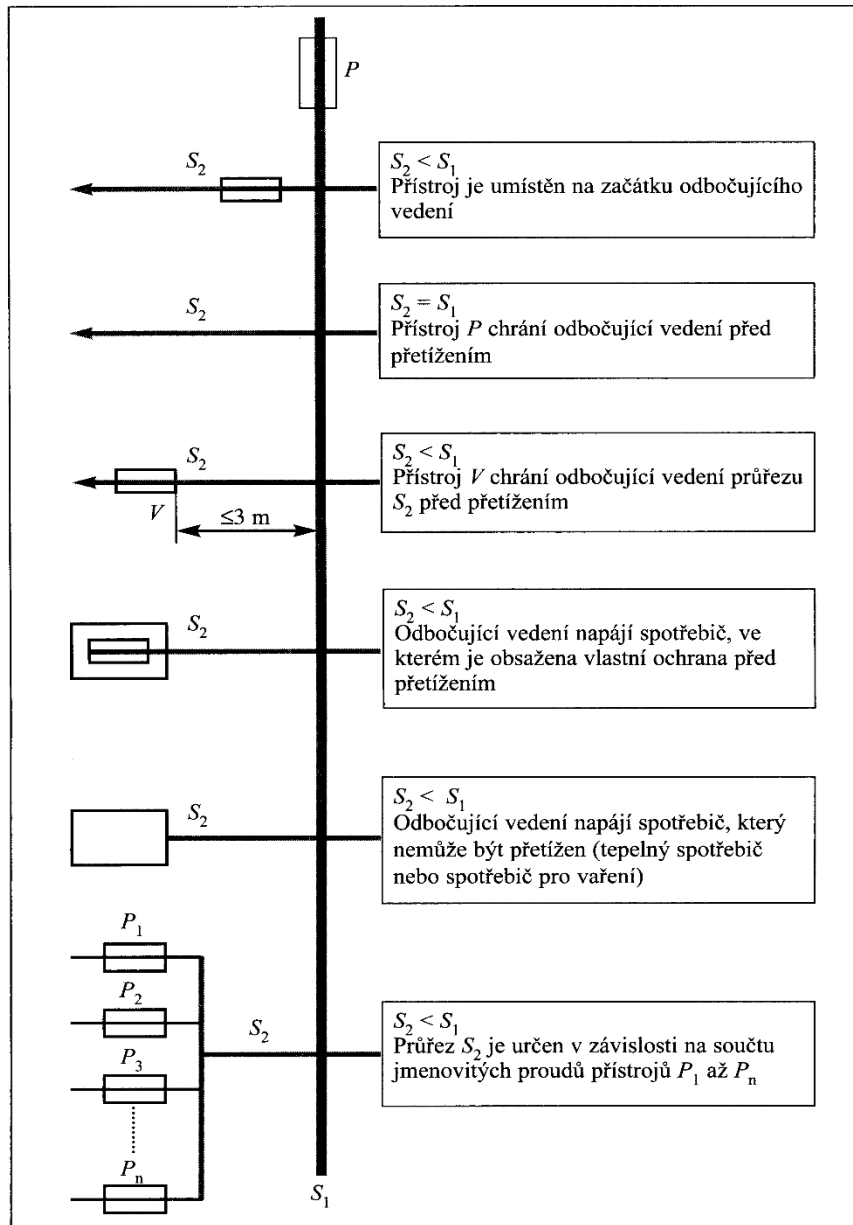 P
S₂
S₂ < S₁
Přístroj je umístěn na začátku odbočujícího
vedení
S₂
S₂ = S₁
Přístroj P chrání odbočující vedení před
přetížením
S₂
V
≤3 m
S₂ < S₁
Přístroj V chrání odbočující vedení průřezu
S₂ před přetížením
S₂
S₂ < S₁
Odbočující vedení napájí spotřebič, ve
kterém je obsažena vlastní ochrana před
přetížením
S₂
S₂ < S₁
Odbočující vedení napájí spotřebič, který
nemůže být přetížen (tepelný spotřebič
nebo spotřebič pro vaření)
P₁
P₂
P₃
Pₙ
S₂
S₂ < S₁
Průřez S₂ je určen v závislosti na součtu
jmenovitých proudů přístrojů P₁ až Pₙ
S₁